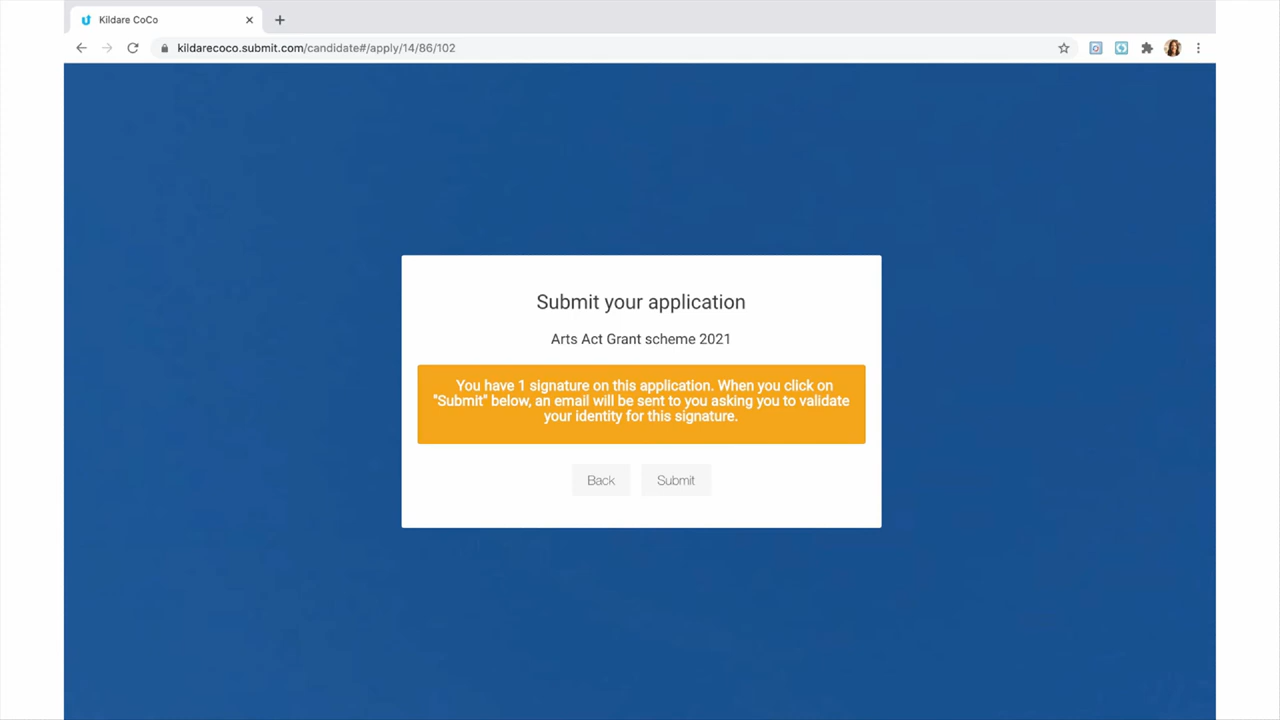 Kildare CoCo
kildarecoco.submit.com/candidate#/apply/14/86/102
Submit your application
Arts Act Grant scheme 2021
You have 1 signature on this application. When you click on
"Submit" below, an email will be sent to you asking you to validate
your identity for this signature.
Back Submit